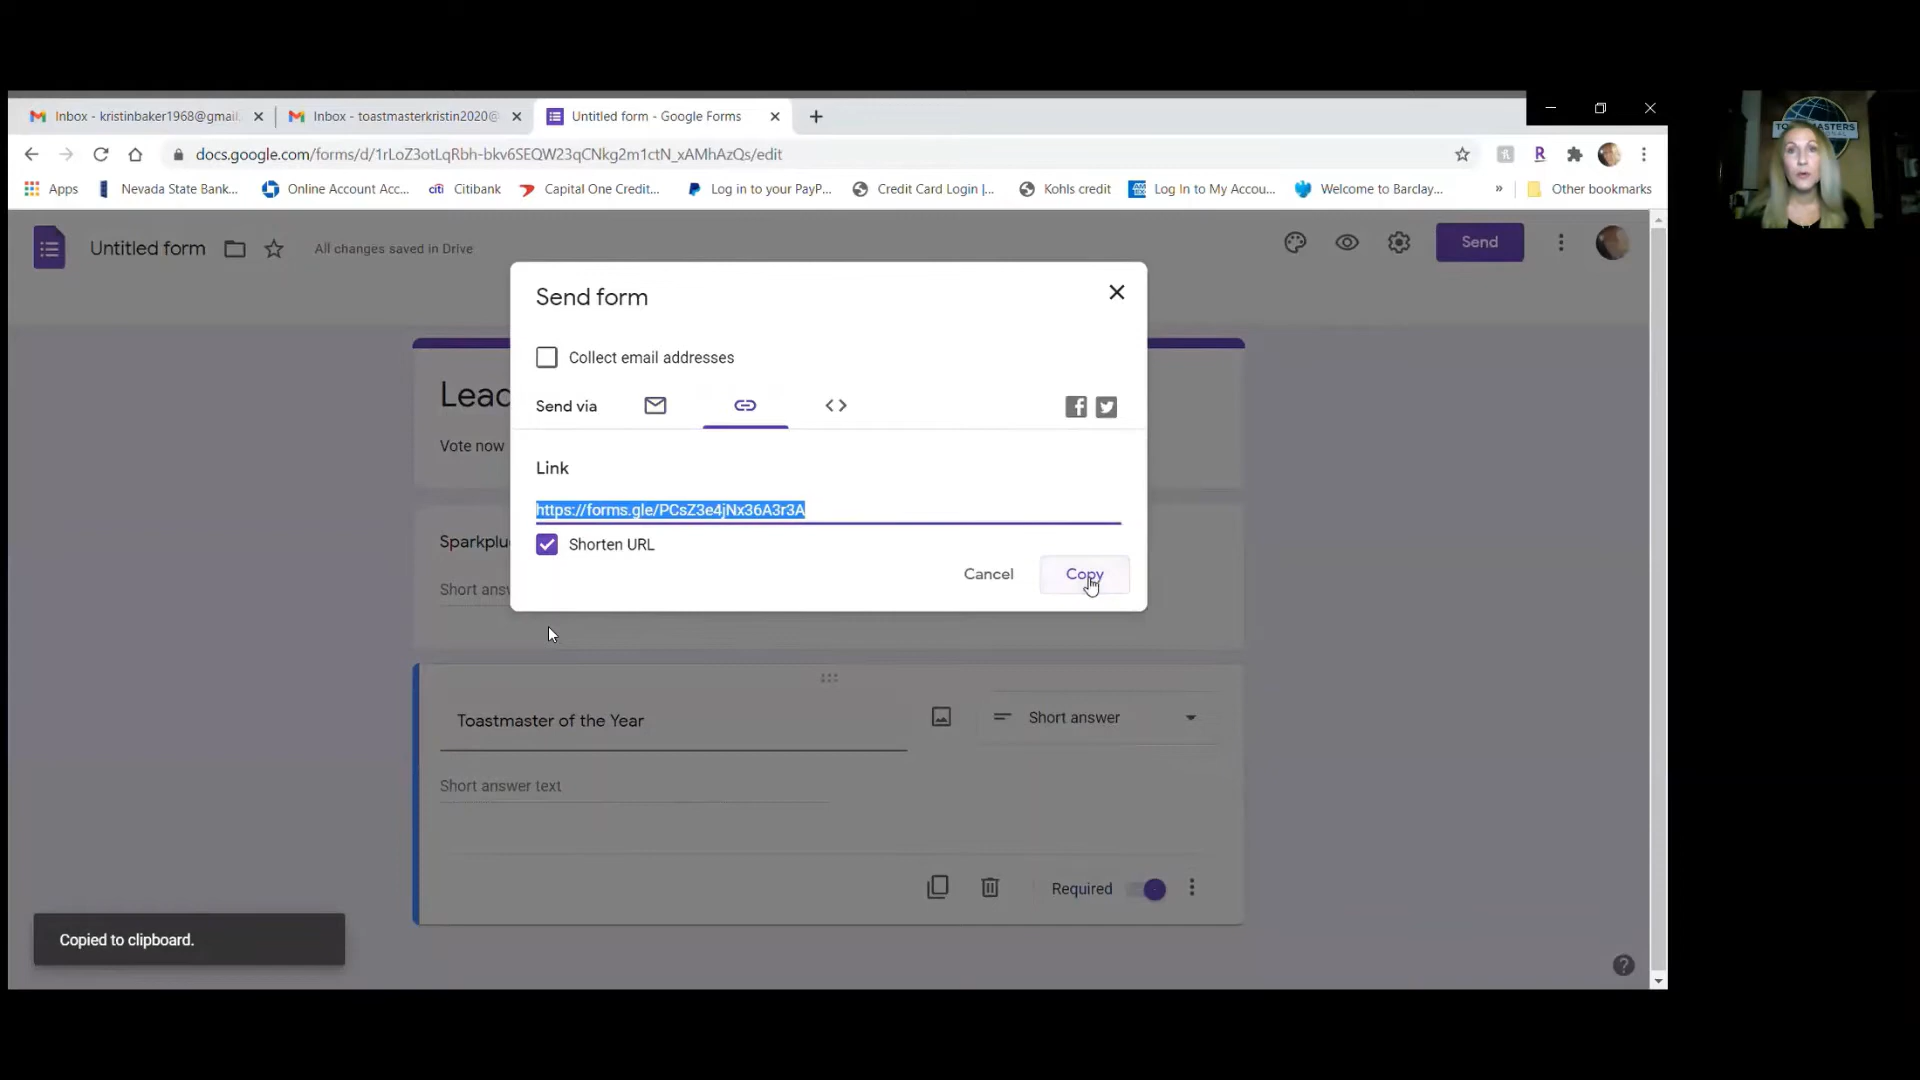 Inbox - kristinbaker1968@gmail.
Inbox - toastmasterkristin2020@
Untitled form - Google Forms
docs.google.com/forms/d/1rLoZ3otLqRbh-bkv6SEQW23qCNkg2m1ctN_xAMhAzQs/edit
Apps
Nevada State Bank...
Online Account Acc...
citi
Citibank
Capital One Credit...
Log in to your PayP...
Credit Card Login |...
Kohls credit
Log In to My Accou...
Welcome to Barclay...
»
Other bookmarks
Untitled form
All changes saved in Drive
Send
Send form
Collect email addresses
Lead
Send via
Vote now
Link
https://forms.gle/PCsZ3e4jNx36A3r3A
Sparkplu
Shorten URL
Short ans
Cancel
Copy
Toastmaster of the Year
Short answer
Short answer text
Required
Copied to clipboard.